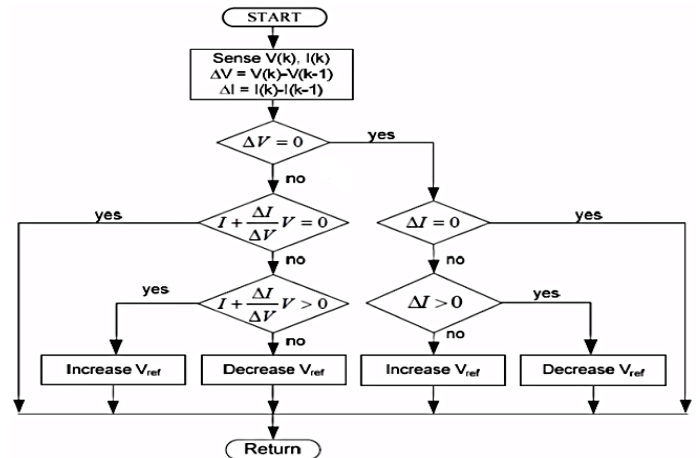 START
Sense V(k), I(k)
ΔV = V(k)-V(k-1)
ΔI = I(k)-I(k-1)
ΔV = 0
yes
no
yes
I + ΔI/ΔV V = 0
ΔI = 0
yes
no
no
yes
I + ΔI/ΔV V > 0
ΔI > 0
yes
no
no
Increase Vref
Decrease Vref
Increase Vref
Decrease Vref
Return